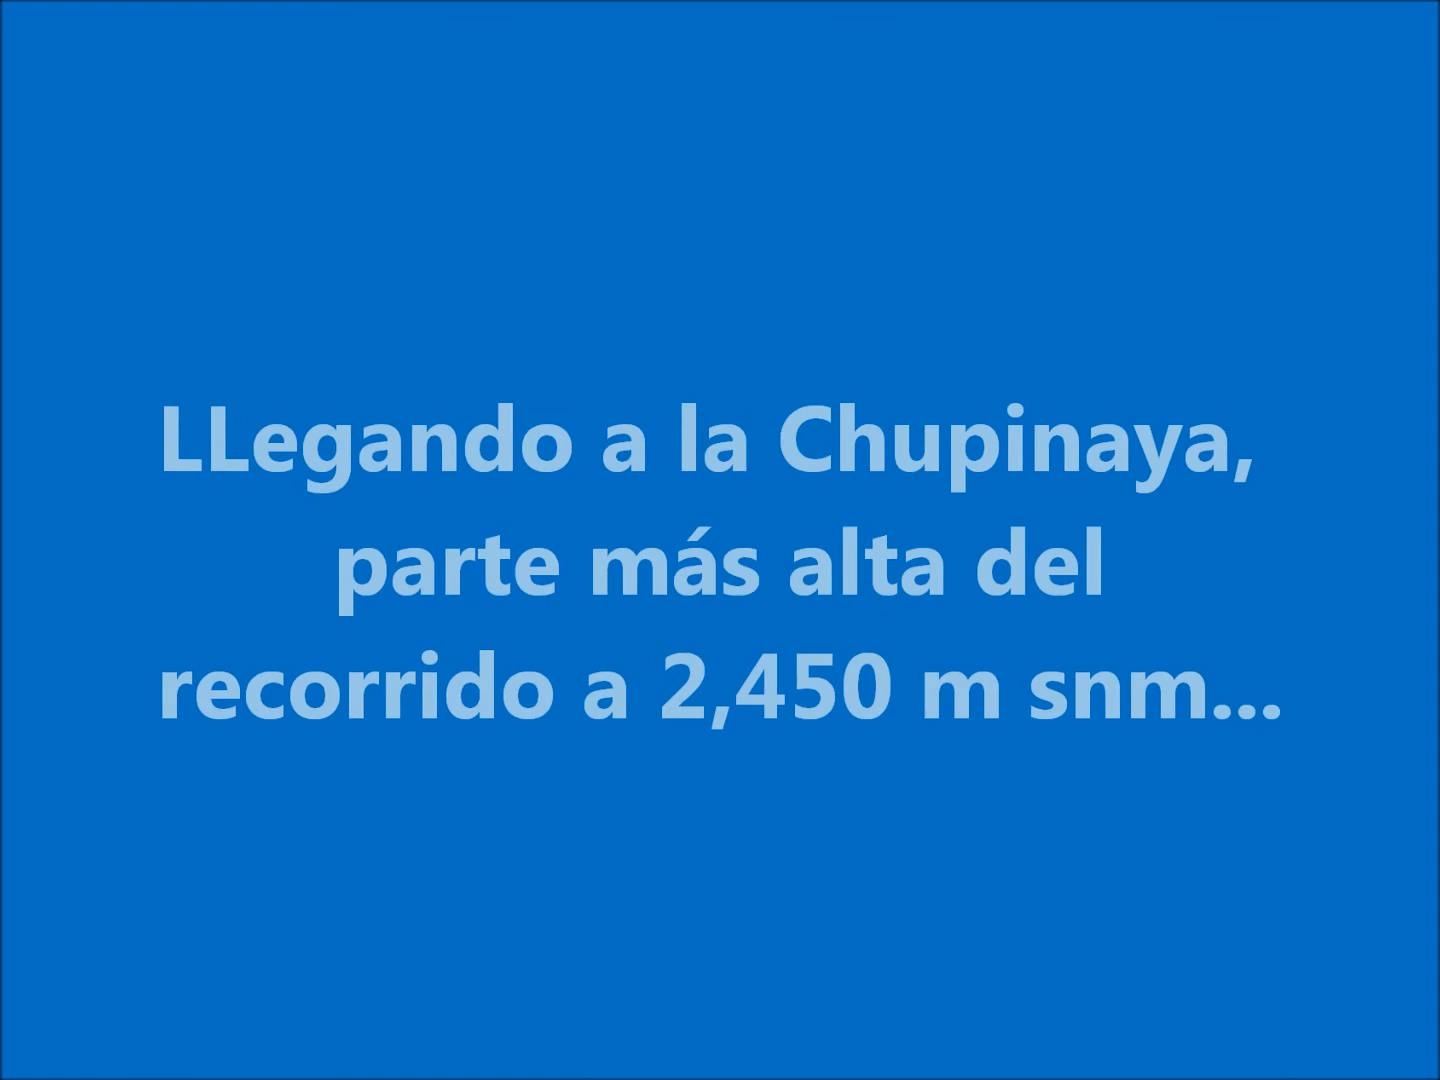 LLegando a la Chupinaya,
parte más alta del
recorrido a 2,450 m snm...